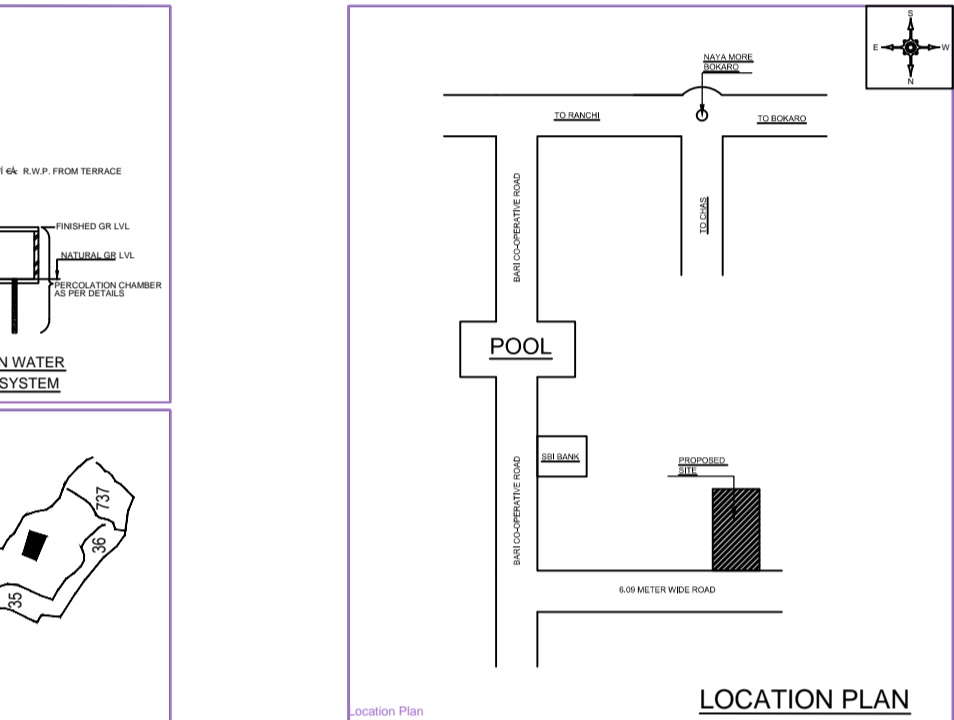 R.W.P. FROM TERRACE
FINISHED GR LVL
NATURAL GR LVL
PERCOLATION CHAMBER
AS PER DETAILS
N WATER
SYSTEM
737
36
35
S
E
W
N
NAYA MORE
BOKARO
TO RANCHI
TO BOKARO
TO CHAS
BARI CO-OPERATIVE ROAD
POOL
SBI BANK
BARI CO-OPERATIVE ROAD
PROPOSED
SITE
6.09 METER WIDE ROAD
LOCATION PLAN
Location Plan